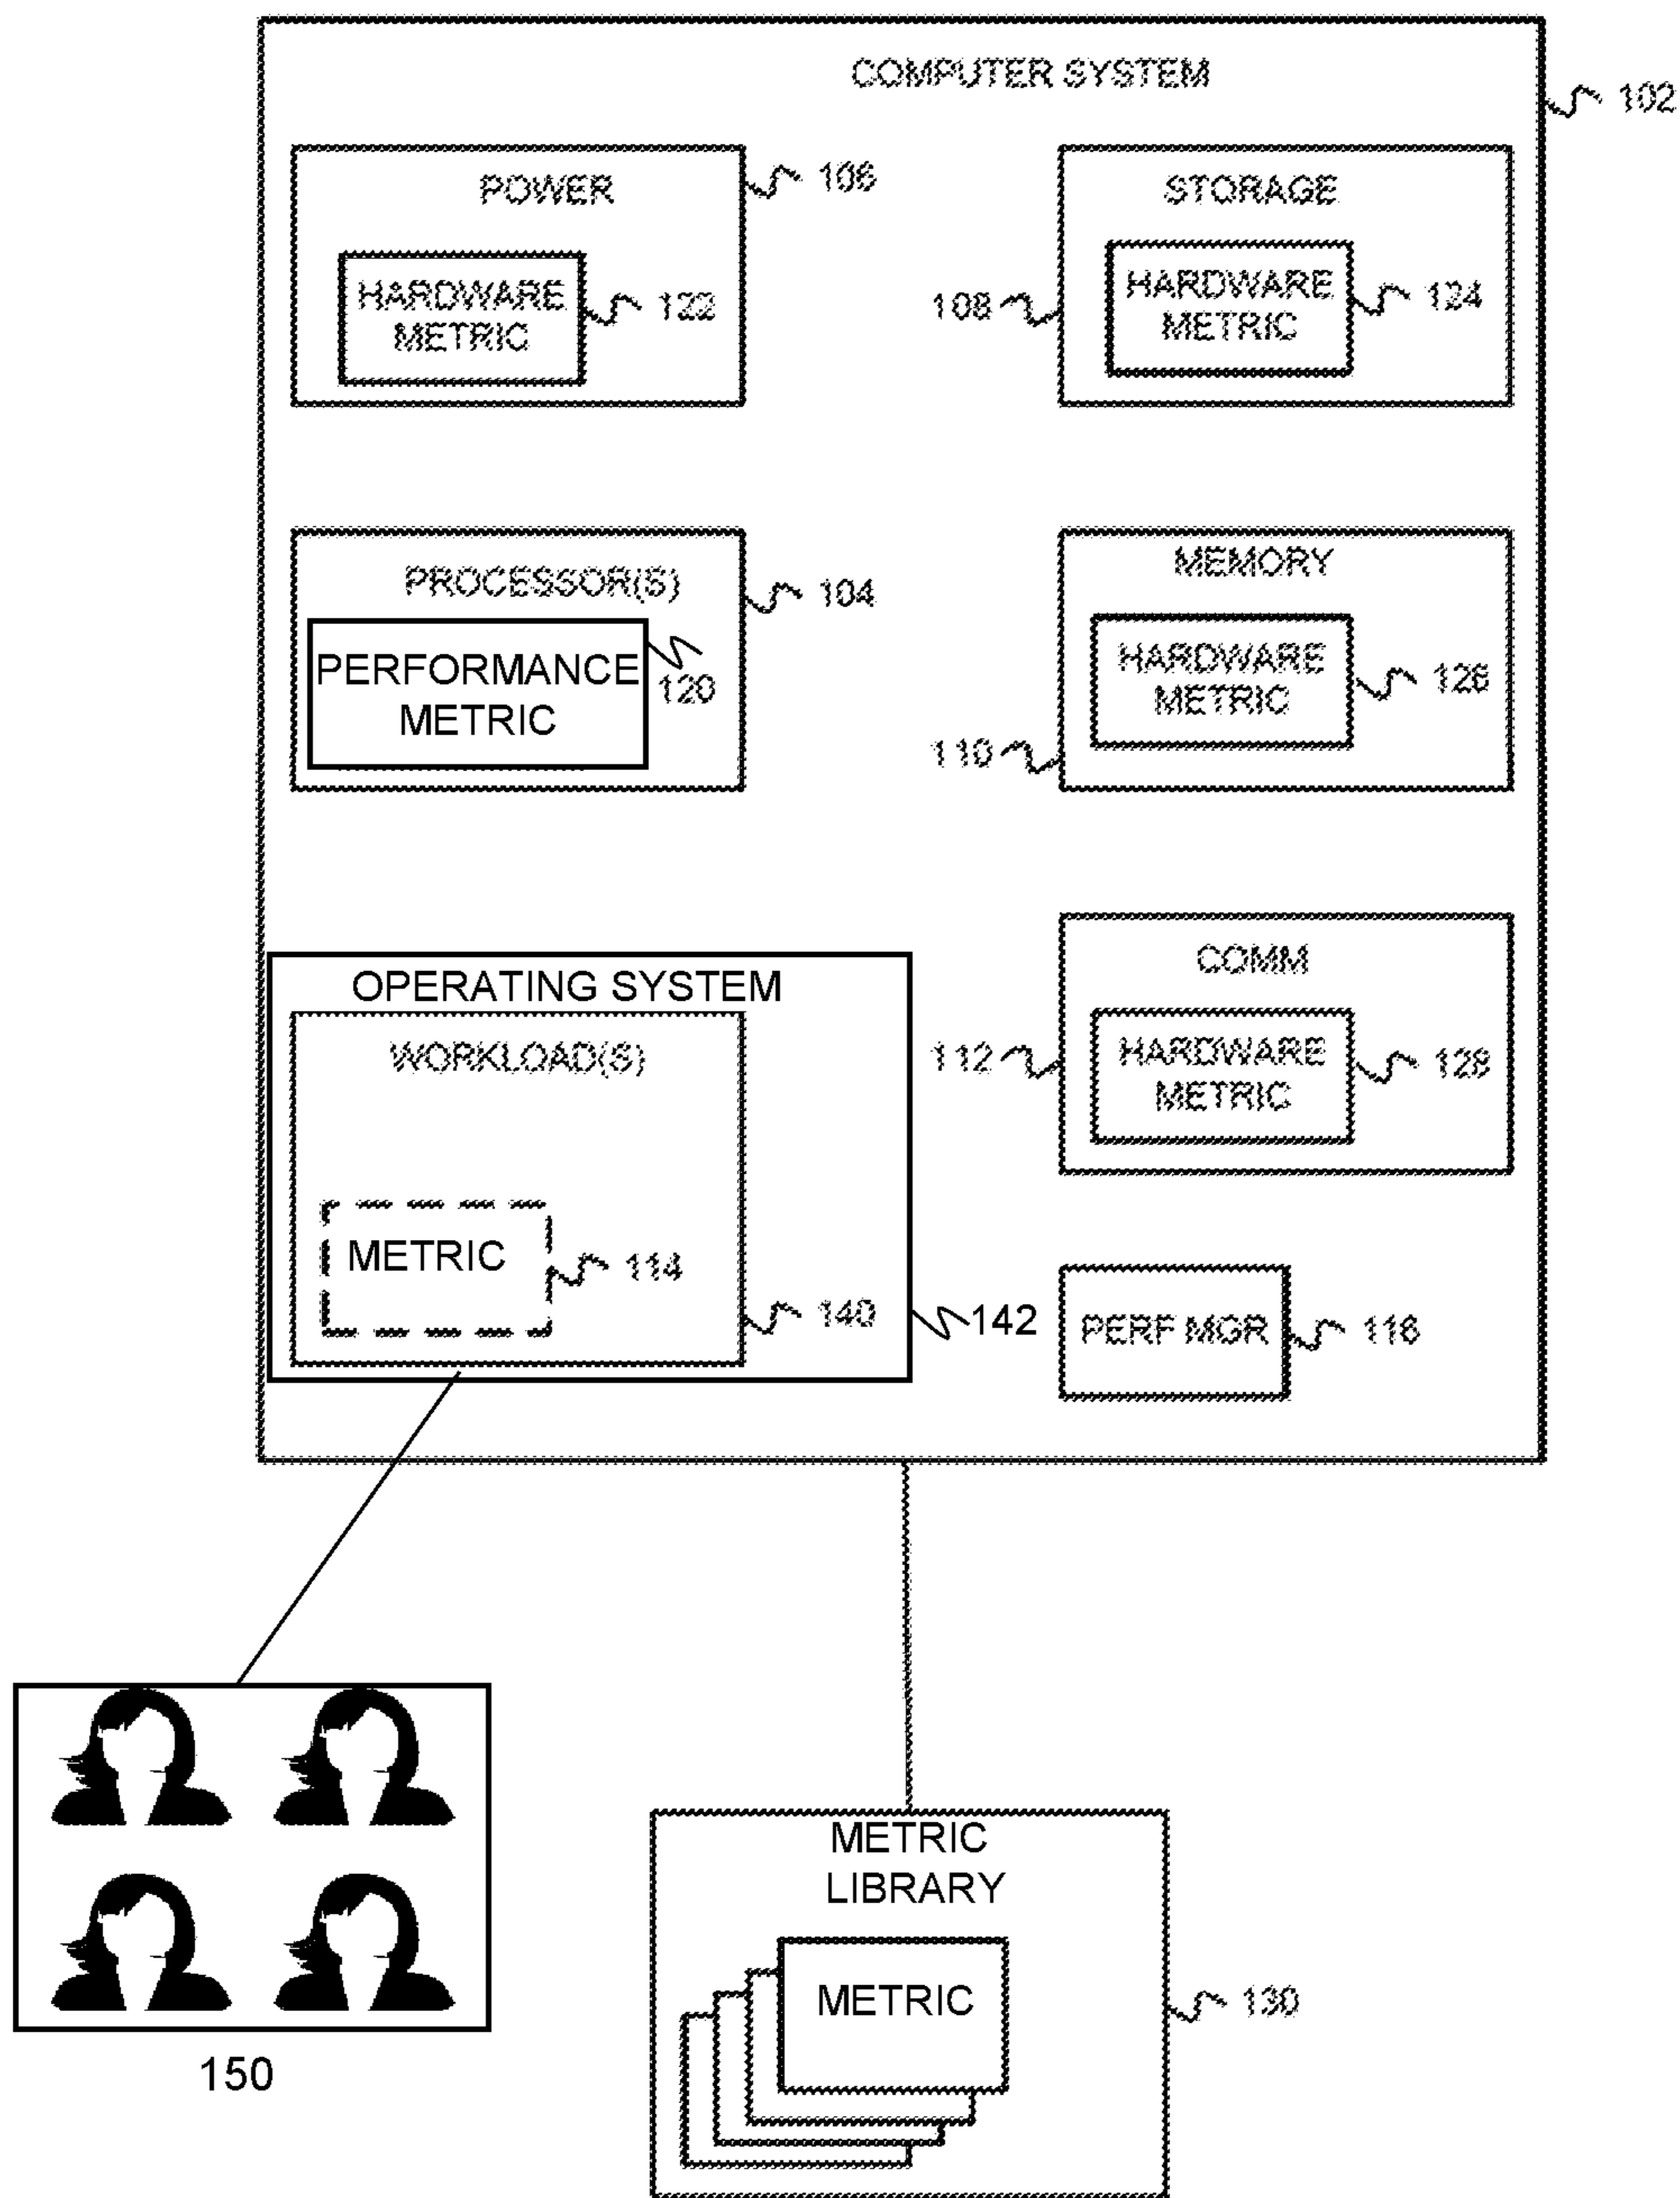 COMPUTER SYSTEM
102
POWER
106
HARDWARE
METRIC
122
STORAGE
108
HARDWARE
METRIC
124
PROCESSOR(S)
104
PERFORMANCE
METRIC
120
MEMORY
110
HARDWARE
METRIC
126
OPERATING SYSTEM
WORKLOAD(S)
METRIC
114
140
142
COMM
112
HARDWARE
METRIC
128
PERF MGR
116
150
METRIC
LIBRARY
METRIC
130